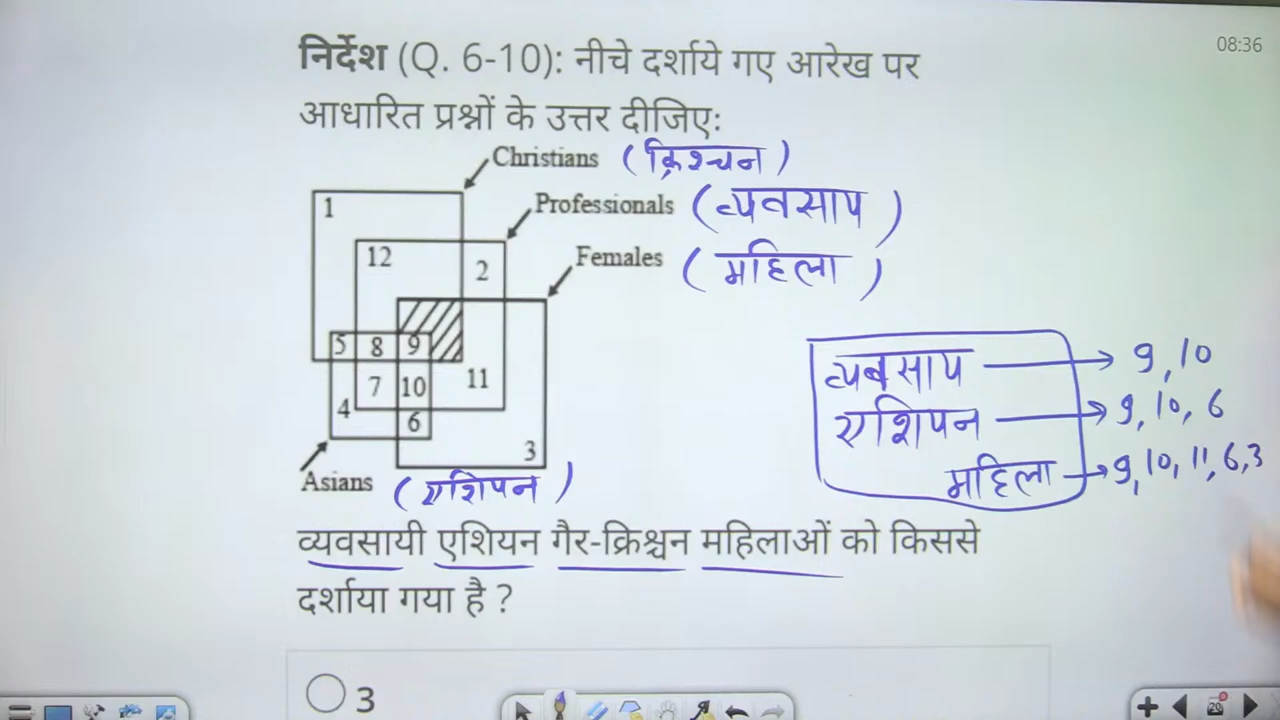 08:36
निर्देश (Q. 6-10): नीचे दर्शाये गए आरेख पर
आधारित प्रश्नों के उत्तर दीजिए:
Christians (क्रिश्चन)
1 Professionals (व्यवसाय)
12 2 Females (महिला)
5 8 9
7 10 11
4 6
3
Asians (एशियन)
व्यवसाय → 9, 10
एशियन → 9, 10, 6
महिला → 9, 10, 11, 6, 3
व्यवसायी एशियन गैर-क्रिश्चन महिलाओं को किससे
दर्शाया गया है ?
3
20